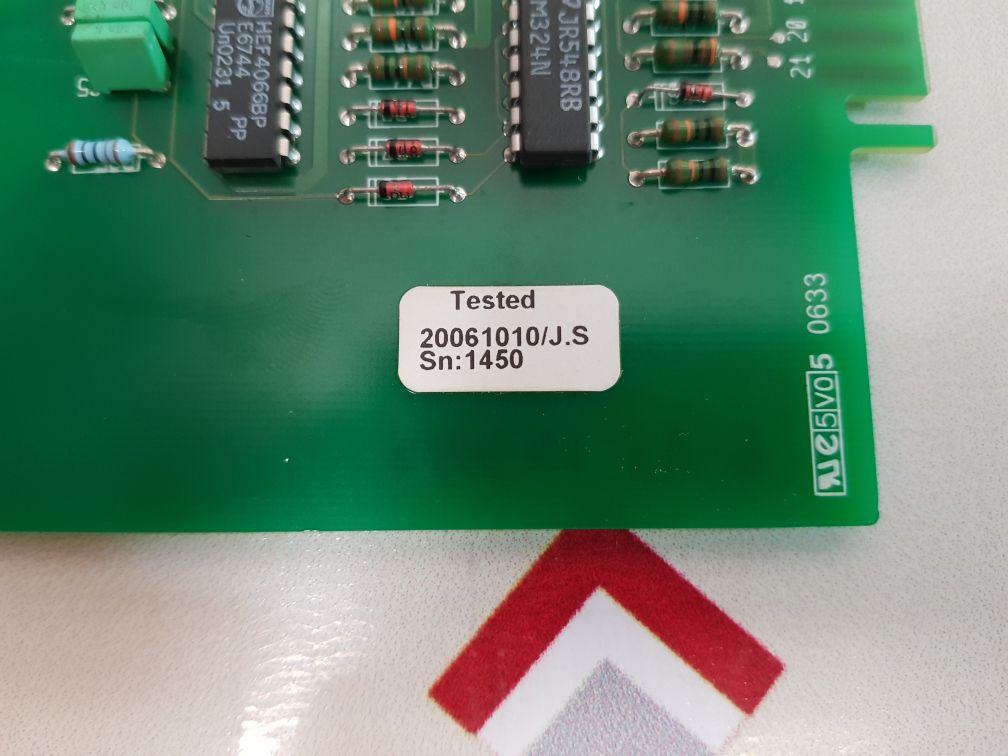 HEF4066BP
E6744
Un0231 5 PP
JR548RB
M324N
21 20
Tested
20061010/J.S
Sn:1450
5V05 0633